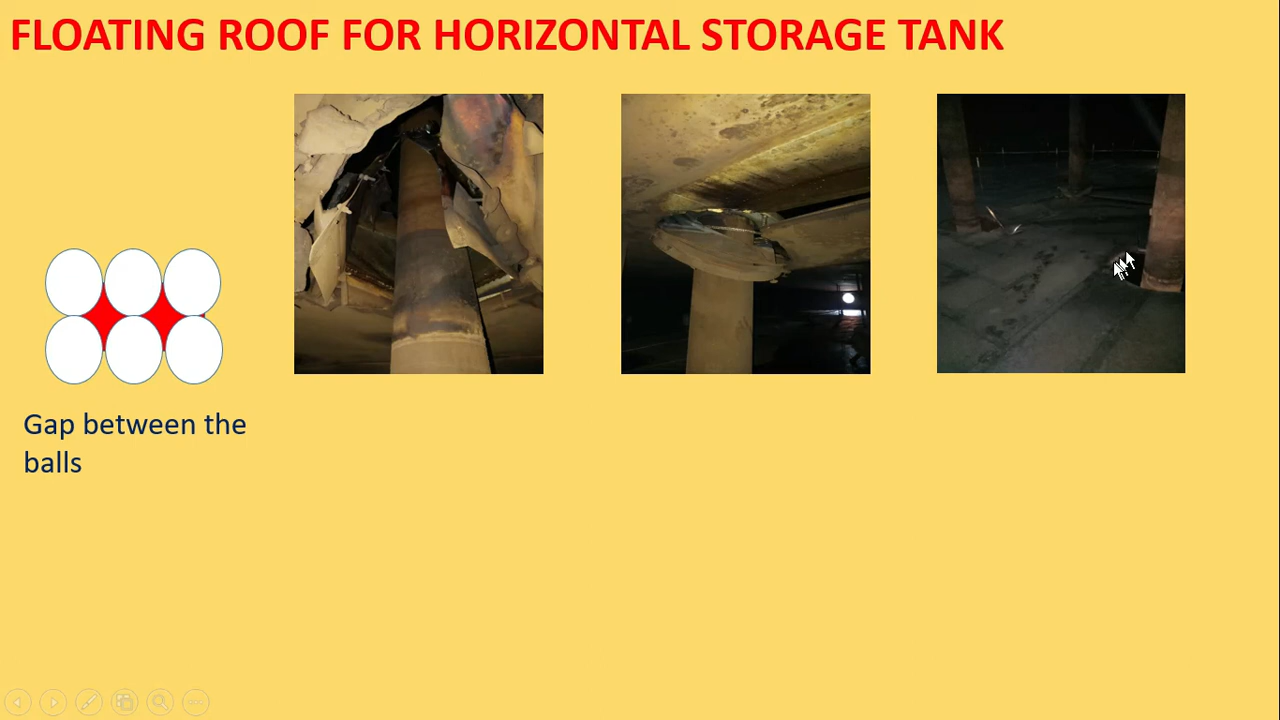 FLOATING ROOF FOR HORIZONTAL STORAGE TANK
Gap between the
balls